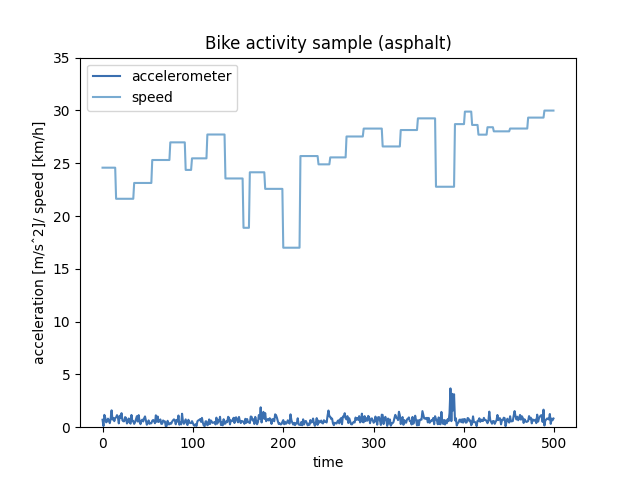 Bike activity sample (asphalt)
accelerometer
speed
35
30
25
20
15
10
5
0
acceleration [m/sˆ2]/ speed [km/h]
0 100 200 300 400 500
time